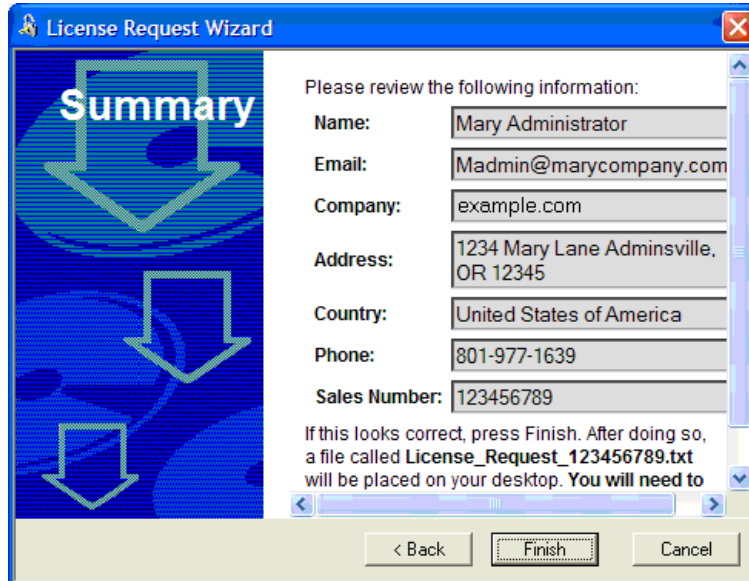 License Request Wizard
Summary
Please review the following information:
Name: Mary Administrator
Email: Madmin@marycompany.com
Company: example.com
Address: 1234 Mary Lane Adminsville,
OR 12345
Country: United States of America
Phone: 801-977-1639
Sales Number: 123456789
If this looks correct, press Finish. After doing so,
a file called License_Request_123456789.txt
will be placed on your desktop. You will need to
< Back Finish Cancel